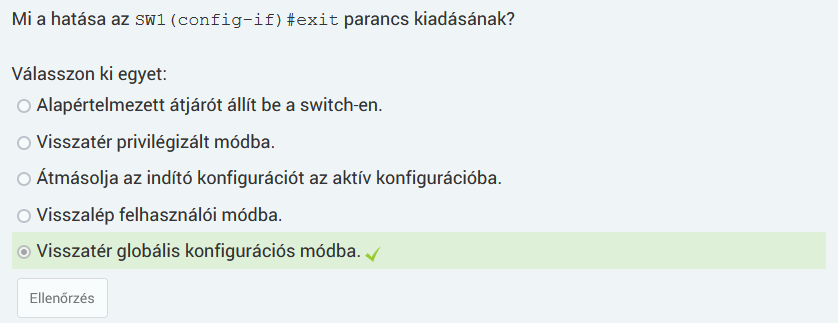 Mi a hatása az SW1(config-if)#exit parancs kiadásának?
Válasszon ki egyet:
Alapértelmezett átjárót állít be a switch-en.
Visszatér privilégizált módba.
Átmásolja az indító konfigurációt az aktív konfigurációba.
Visszalép felhasználói módba.
Visszatér globális konfigurációs módba.
Ellenőrzés